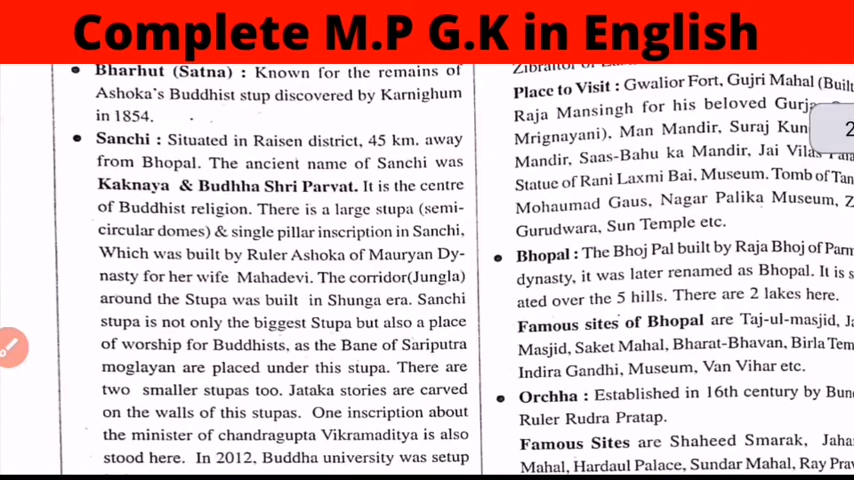 Complete M.P G.K in English
Bharhut (Satna) : Known for the remains of
Ashoka's Buddhist stup discovered by Karnighum
in 1854.
Sanchi : Situated in Raisen district, 45 km. away
from Bhopal. The ancient name of Sanchi was
Kaknaya & Budhha Shri Parvat. It is the centre
of Buddhist religion. There is a large stupa (semi-
circular domes) & single pillar inscription in Sanchi,
Which was built by Ruler Ashoka of Mauryan Dy-
nasty for her wife Mahadevi. The corridor(Jungla)
around the Stupa was built in Shunga era. Sanchi
stupa is not only the biggest Stupa but also a place
of worship for Buddhists, as the Bane of Sariputra
moglayan are placed under this stupa. There are
two smaller stupas too. Jataka stories are carved
on the walls of this stupas. One inscription about
the minister of chandragupta Vikramaditya is also
stood here. In 2012, Buddha university was setup
Place to Visit : Gwalior Fort, Gujri Mahal (Built
Raja Mansingh for his beloved Gurja
Mrignayani). Man Mandir, Suraj Kun
Mandir, Saas-Bahu ka Mandir, Jai Vilas
Statue of Rani Laxmi Bai, Museum. Tomb of Tan
Mohaumad Gaus, Nagar Palika Museum, Z
Gurudwara, Sun Temple etc.
Bhopal : The Bhoj Pal built by Raja Bhoj of Parm
dynasty, it was later renamed as Bhopal. It is s
ated over the 5 hills. There are 2 lakes here.
Famous sites of Bhopal are Taj-ul-masjid, Ja
Masjid, Saket Mahal, Bharat-Bhavan, Birla Tem
Indira Gandhi, Museum, Van Vihar etc.
Orchha : Established in 16th century by Bun
Ruler Rudra Pratap.
Famous Sites are Shaheed Smarak, Jaha
Mahal, Hardaul Palace, Sundar Mahal, Ray Prav
2